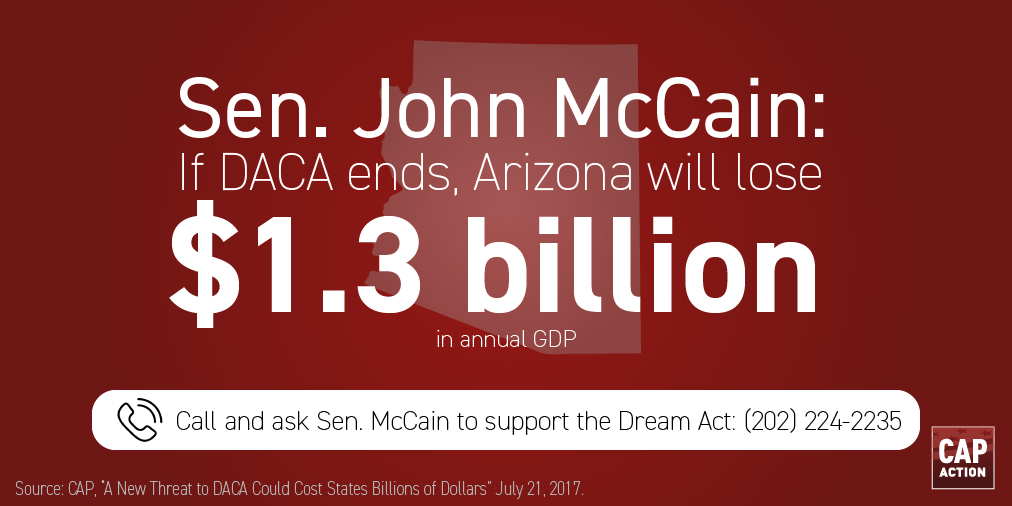 Sen. John McCain:
If DACA ends, Arizona will lose
$1.3 billion
in annual GDP
Call and ask Sen. McCain to support the Dream Act: (202) 224-2235
CAP
ACTION
Source: CAP, "A New Threat to DACA Could Cost States Billions of Dollars" July 21, 2017.